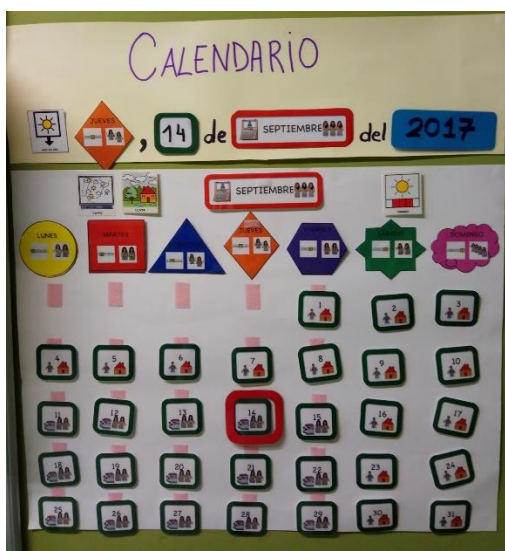 CALENDARIO
JUEVES , 14 de SEPTIEMBRE del 2017
SEPTIEMBRE
LUNES MARTES JUEVES VIERNES SÁBADO DOMINGO
1 2 3
4 5 6 7 8 9 10
11 12 13 14 15 16 17
18 19 20 21 22 23 24
25 26 27 28 29 30 31